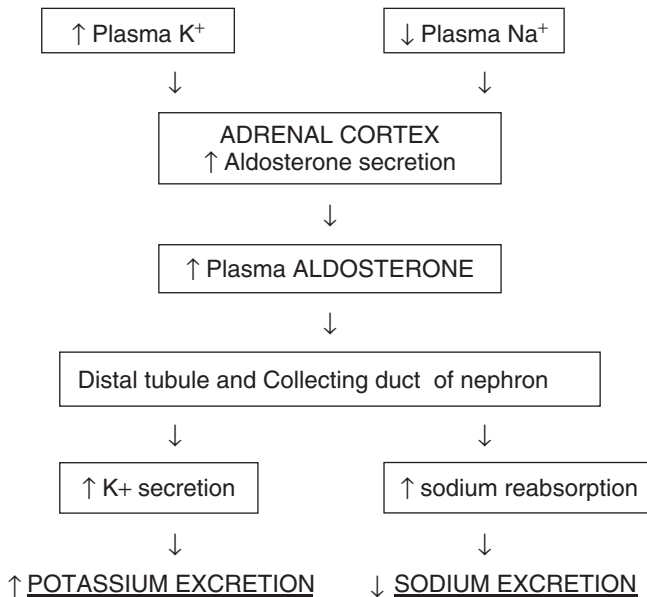 ↑ Plasma K⁺
↓ Plasma Na⁺
↓ ↓
ADRENAL CORTEX
↑ Aldosterone secretion
↓
↑ Plasma ALDOSTERONE
↓
Distal tubule and Collecting duct of nephron
↓ ↓
↑ K+ secretion
↑ sodium reabsorption
↓ ↓
↑ POTASSIUM EXCRETION
↓ SODIUM EXCRETION